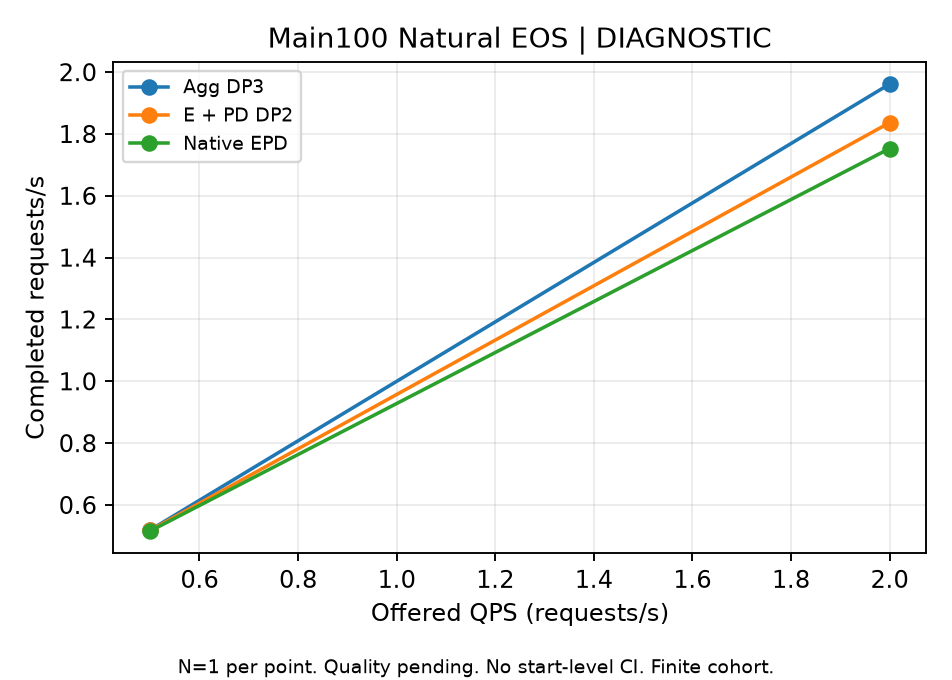 Main100 Natural EOS | DIAGNOSTIC
Agg DP3
E + PD DP2
Native EPD
Completed requests/s
2.0
1.8
1.6
1.4
1.2
1.0
0.8
0.6
0.6 0.8 1.0 1.2 1.4 1.6 1.8 2.0
Offered QPS (requests/s)
N=1 per point. Quality pending. No start-level CI. Finite cohort.